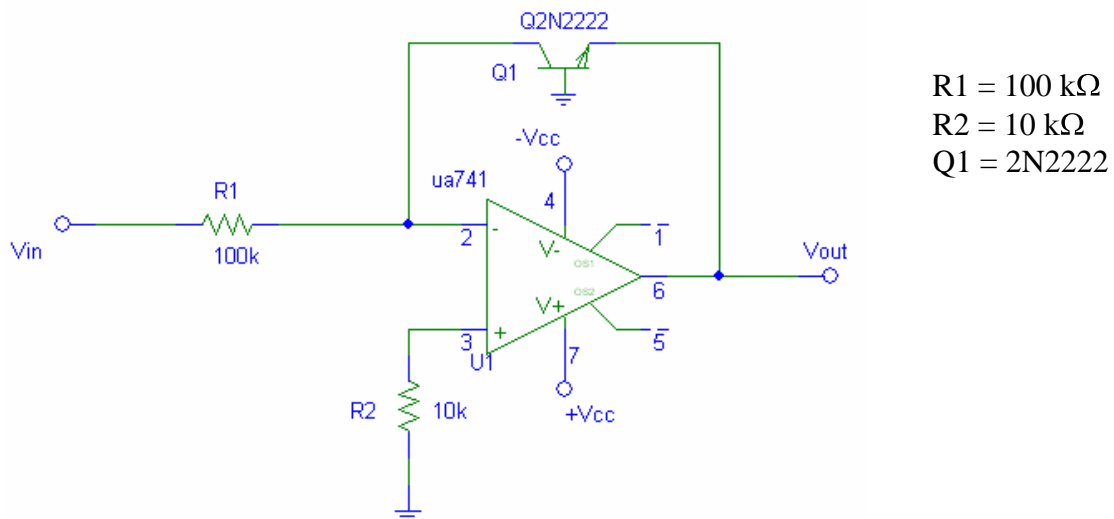 Q2N2222
Q1
R1 = 100 kΩ
R2 = 10 kΩ
Q1 = 2N2222
-Vcc
ua741
4
R1
2
-
V-
OS1
1
Vin
100k
Vout
6
OS2
V+
3
+
U1
7
5
R2
10k
+Vcc